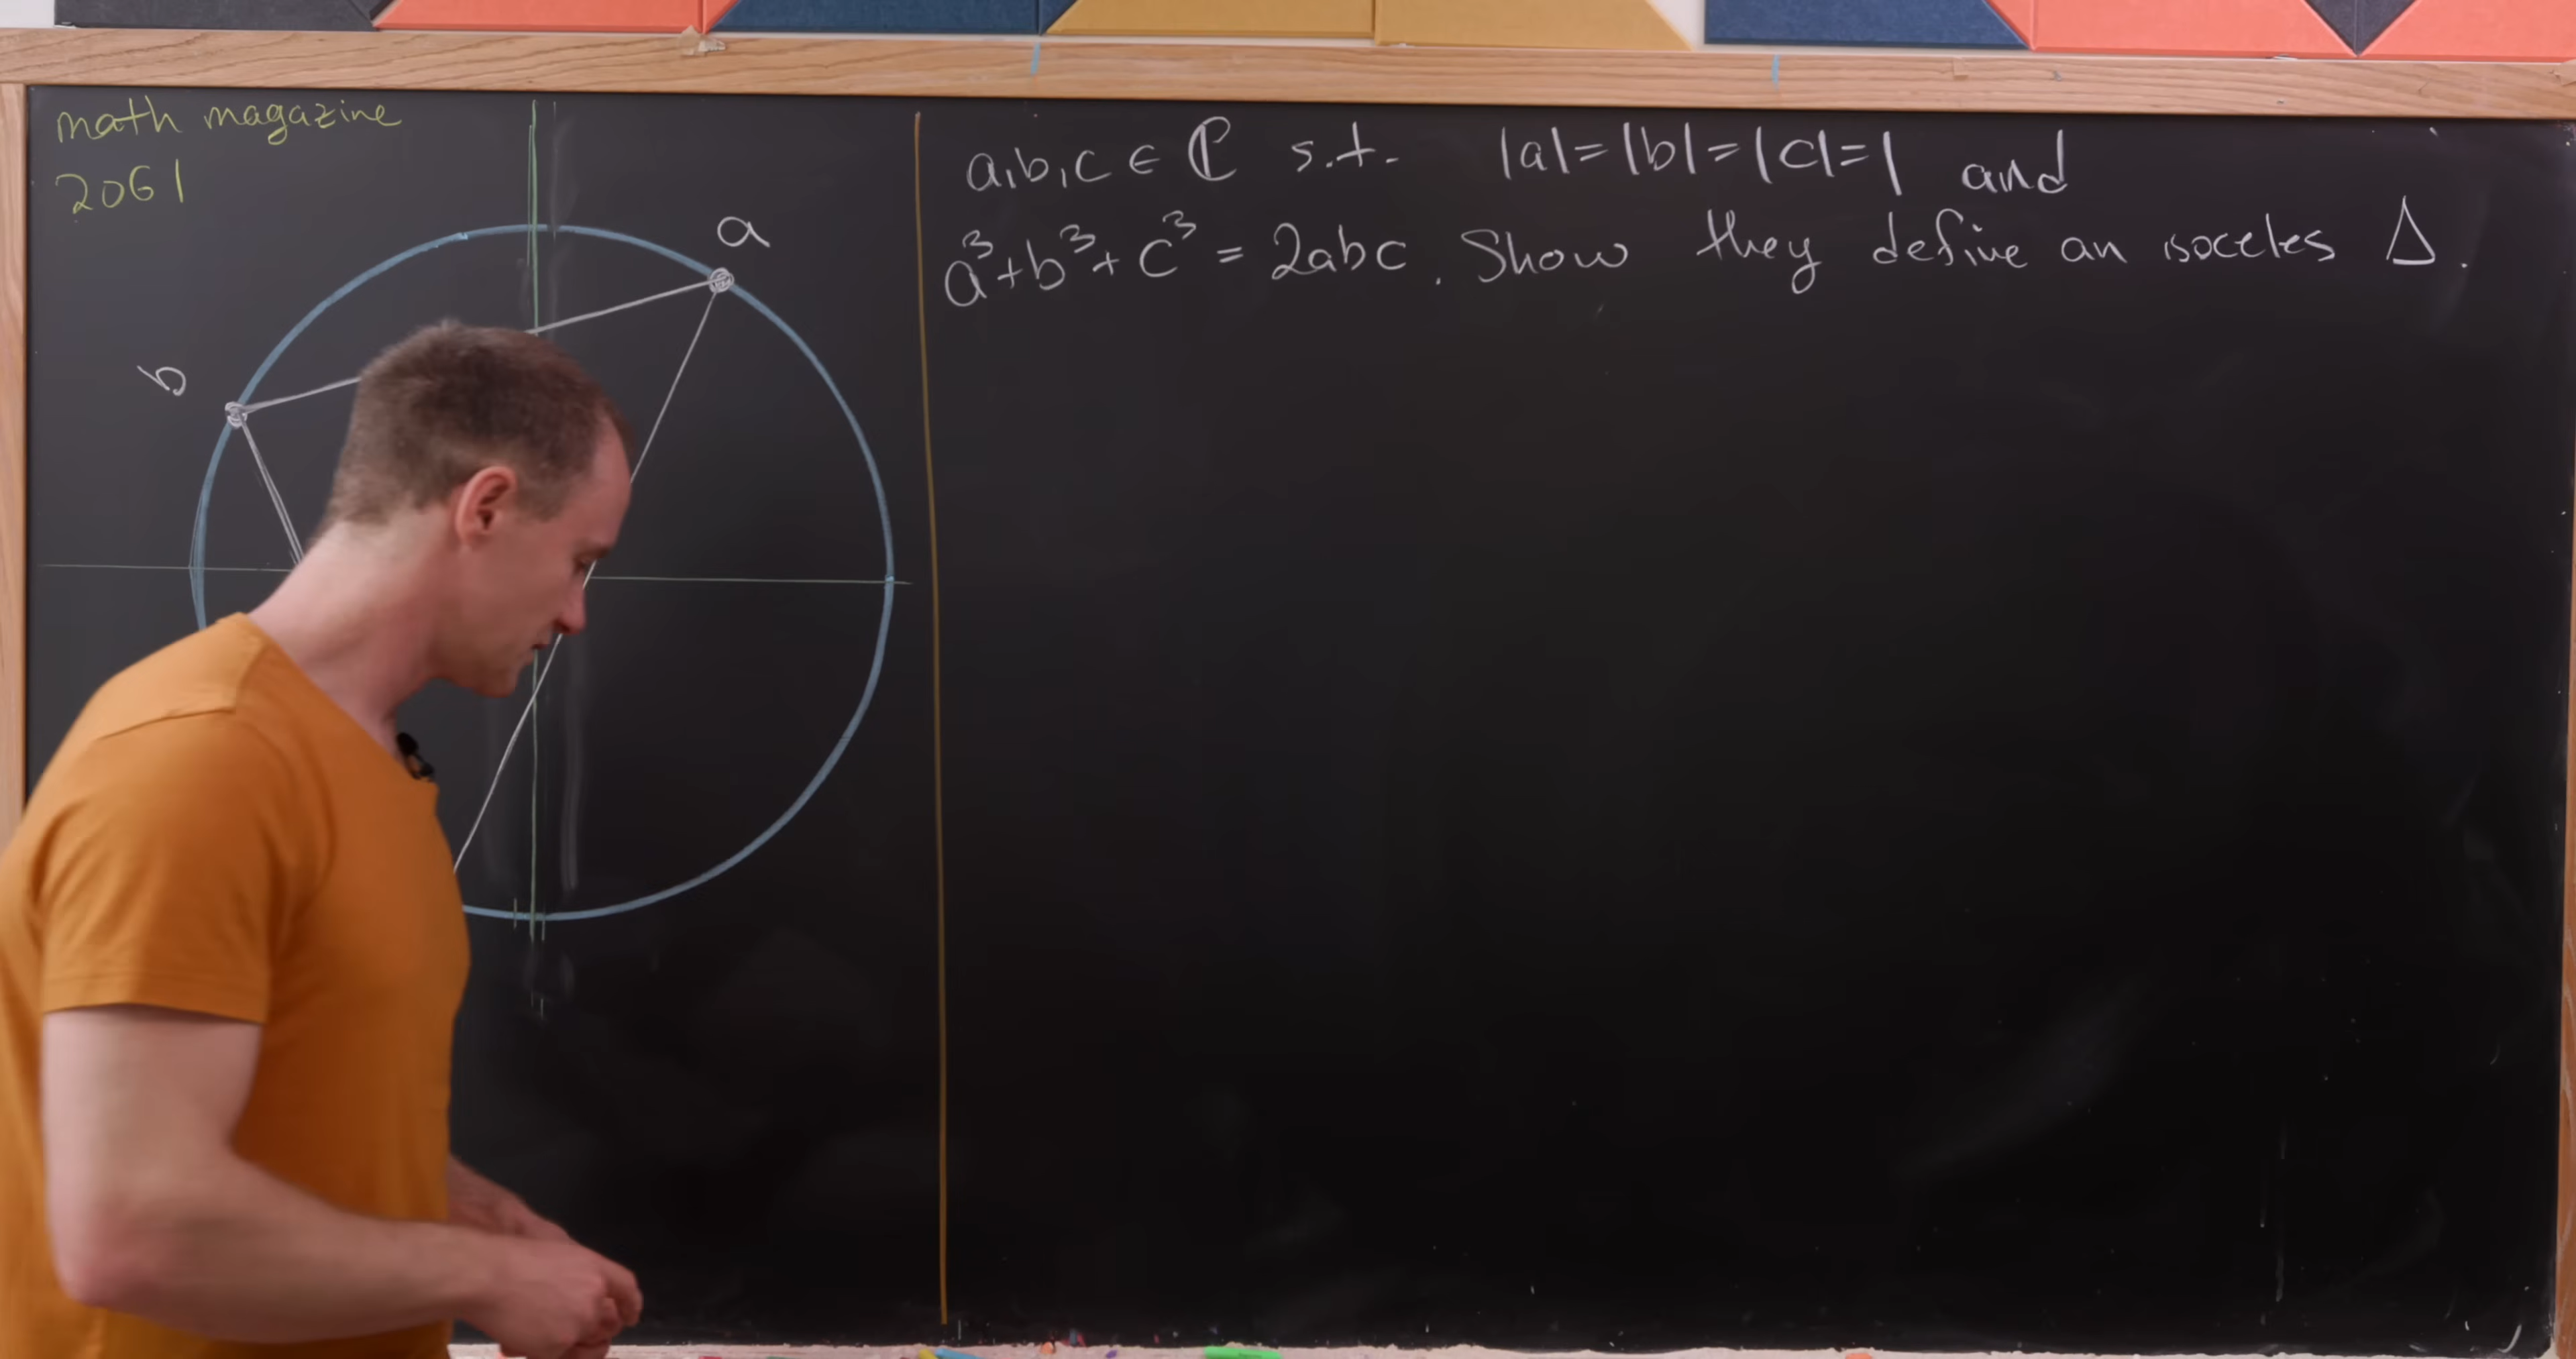 math magazine
2061
a
b
a,b,c ∈ ℂ s.t. |a|=|b|=|c|=1 and
a³+b³+c³ = 2abc. Show they define an isoceles Δ.